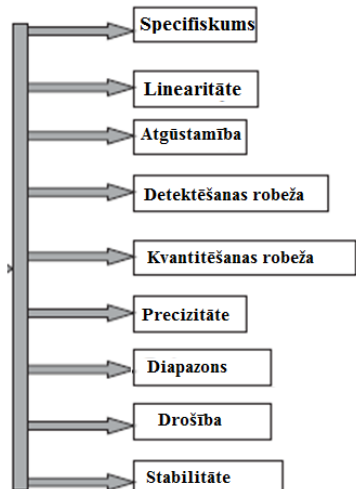 Specifiskums
Linearitāte
Atgūstamība
Detektēšanas robeža
Kvantitēšanas robeža
Precizitāte
Diapazons
Drošība
Stabilitāte